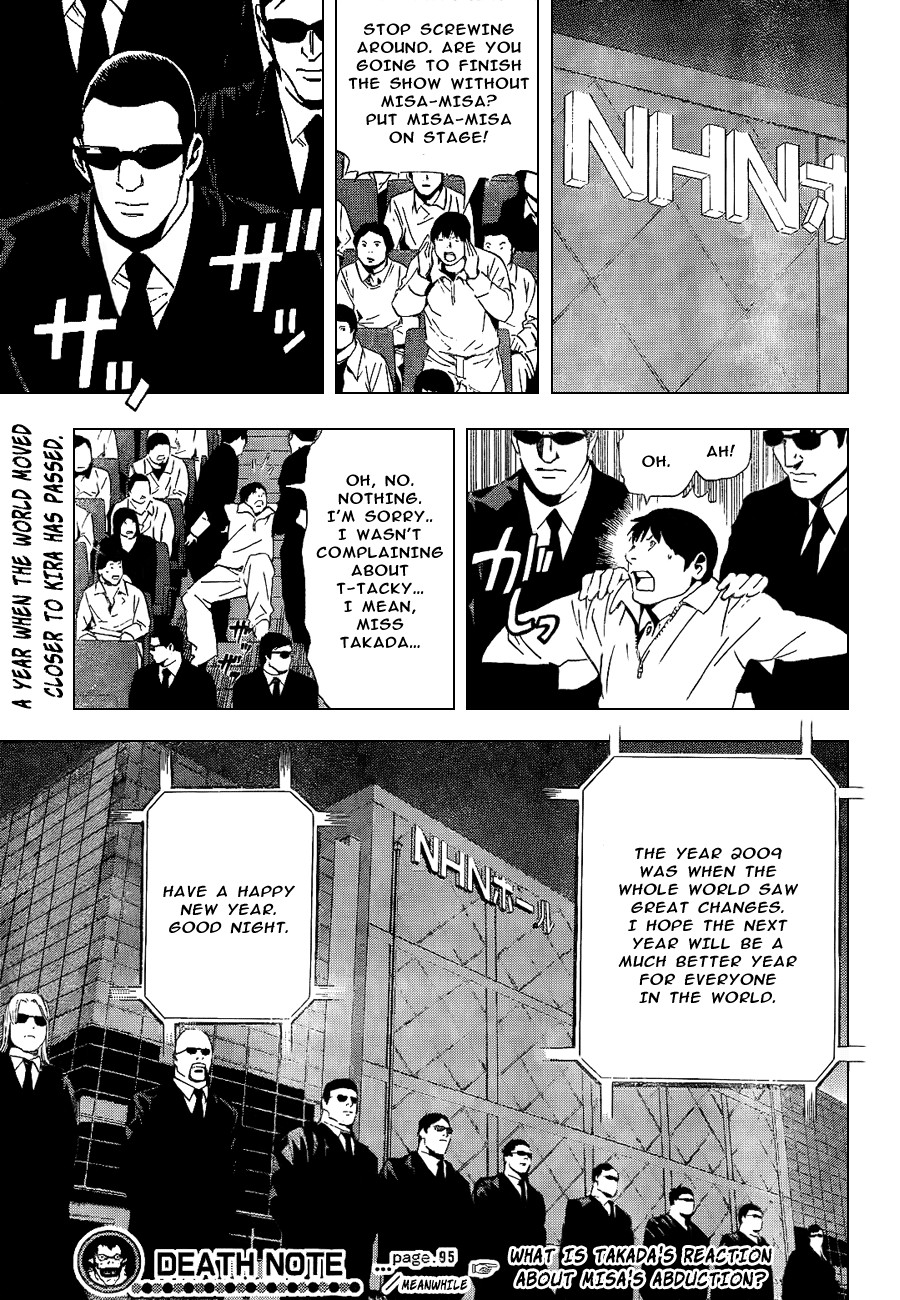 NHNホ
STOP SCREWING
AROUND. ARE YOU
GOING TO FINISH
THE SHOW WITHOUT
MISA-MISA?
PUT MISA-MISA
ON STAGE!
ザッ
ザッ
OH.
AH!
ガッ
OH, NO.
NOTHING.
I'M SORRY..
I WASN'T
COMPLAINING
ABOUT
T-TACKY...
I MEAN,
MISS
TAKADA...
A YEAR WHEN THE WORLD MOVED
CLOSER TO KIRA HAS PASSED.
THE YEAR 2009
WAS WHEN THE
WHOLE WORLD SAW
GREAT CHANGES.
I HOPE THE NEXT
YEAR WILL BE A
MUCH BETTER YEAR
FOR EVERYONE
IN THE WORLD.
HAVE A HAPPY
NEW YEAR.
GOOD NIGHT.
NHNホール
DEATH NOTE
...page.95
MEANWHILE
WHAT IS TAKADA'S REACTION
ABOUT MISA'S ABDUCTION?